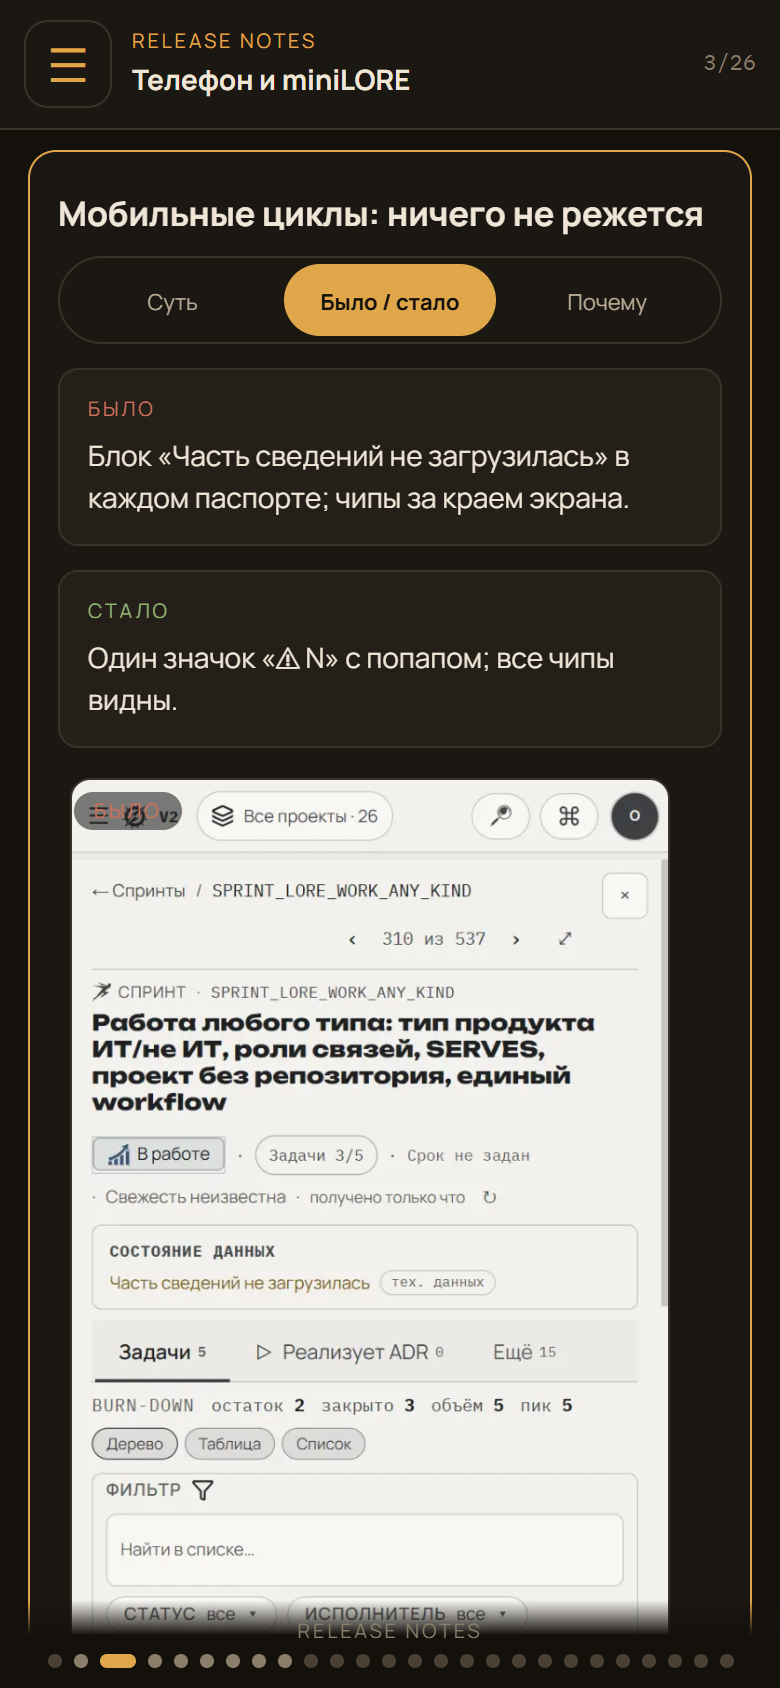 RELEASE NOTES
Телефон и miniLORE
3/26
Мобильные циклы: ничего не режется
Суть
Было / стало
Почему
БЫЛО
Блок «Часть сведений не загрузилась» в
каждом паспорте; чипы за краем экрана.
СТАЛО
Один значок «⚠ N» с попапом; все чипы
видны.
БЫЛО
V2
Все проекты · 26
⌘
O
← Спринты / SPRINT_LORE_WORK_ANY_KIND
×
‹ 310 из 537 › ⤢
СПРИНТ · SPRINT_LORE_WORK_ANY_KIND
Работа любого типа: тип продукта
ИТ/не ИТ, роли связей, SERVES,
проект без репозитория, единый
workflow
В работе · Задачи 3/5 · Срок не задан
· Свежесть неизвестна · получено только что ↻
СОСТОЯНИЕ ДАННЫХ
Часть сведений не загрузилась тех. данных
Задачи 5 ▷ Реализует ADR 0 Ещё 15
BURN-DOWN остаток 2 закрыто 3 объём 5 пик 5
Дерево Таблица Список
ФИЛЬТР
Найти в списке…
СТАТУС все ▾ ИСПОЛНИТЕЛЬ все ▾
RELEASE NOTES